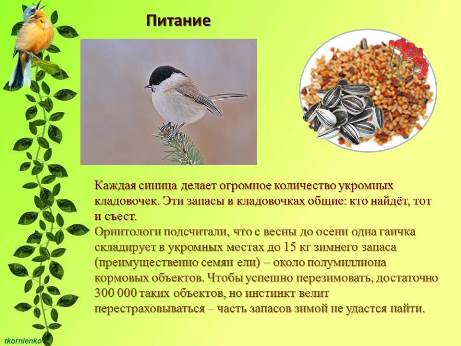 Питание
Каждая синица делает огромное количество укромных
кладовочек. Эти запасы в кладовочках общие: кто найдёт, тот
и съест.
Орнитологи подсчитали, что с весны до осени одна гаичка
складирует в укромных местах до 15 кг зимнего запаса
(преимущественно семян ели) – около полумиллиона
кормовых объектов. Чтобы успешно перезимовать, достаточно
300 000 таких объектов, но инстинкт велит
перестраховываться – часть запасов зимой не удастся найти.
tkornienko